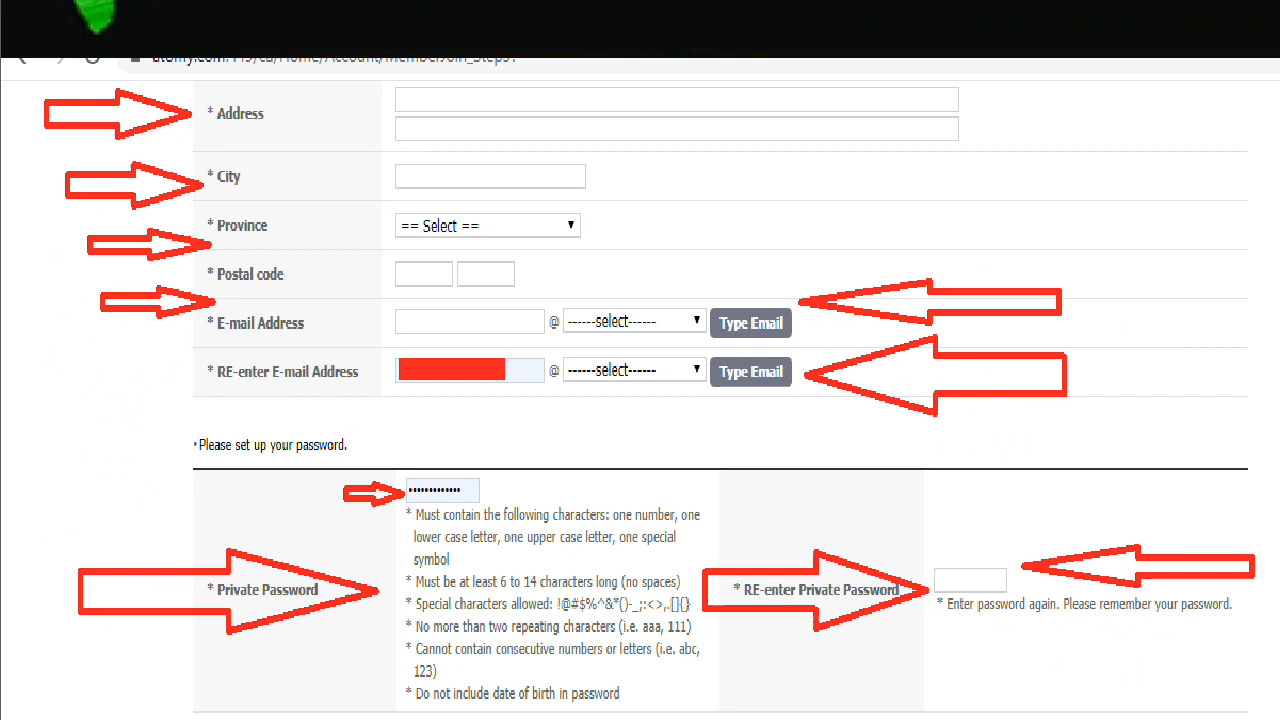 * Address
* City
* Province
== Select ==
* Postal code
* E-mail Address
@ ------select------ Type Email
* RE-enter E-mail Address
@ ------select------ Type Email
Please set up your password.
* Private Password
•••••••••••••
* Must contain the following characters: one number, one
lower case letter, one upper case letter, one special
symbol
* Must be at least 6 to 14 characters long (no spaces)
* Special characters allowed: !@#$%^&*()-_;:<>,.[]{}
* No more than two repeating characters (i.e. aaa, 111)
* Cannot contain consecutive numbers or letters (i.e. abc,
123)
* Do not include date of birth in password
* RE-enter Private Password
* Enter password again. Please remember your password.